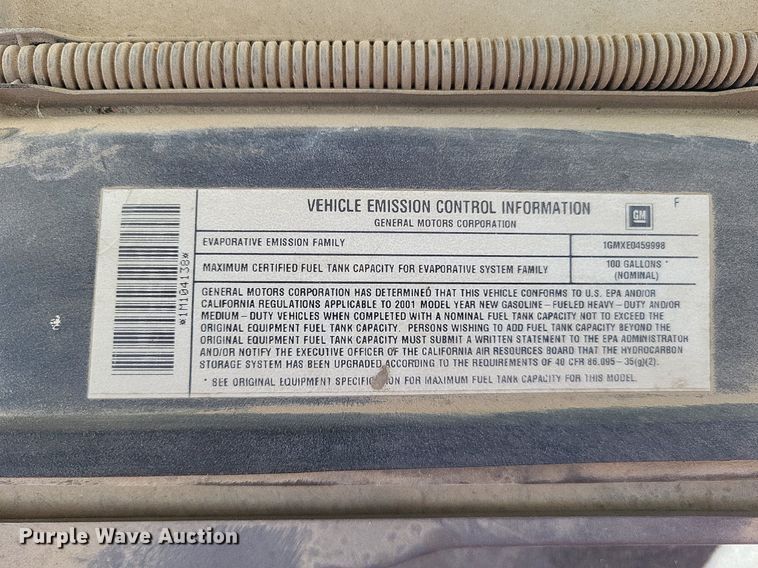 VEHICLE EMISSION CONTROL INFORMATION
GENERAL MOTORS CORPORATION
GM
F
EVAPORATIVE EMISSION FAMILY 1GMXE0459998
MAXIMUM CERTIFIED FUEL TANK CAPACITY FOR EVAPORATIVE SYSTEM FAMILY 100 GALLONS *
(NOMINAL)
GENERAL MOTORS CORPORATION HAS DETERMINED THAT THIS VEHICLE CONFORMS TO U.S. EPA AND/OR
CALIFORNIA REGULATIONS APPLICABLE TO 2001 MODEL YEAR NEW GASOLINE - FUELED HEAVY - DUTY AND/OR
MEDIUM - DUTY VEHICLES WHEN COMPLETED WITH A NOMINAL FUEL TANK CAPACITY NOT TO EXCEED THE
ORIGINAL EQUIPMENT FUEL TANK CAPACITY. PERSONS WISHING TO ADD FUEL TANK CAPACITY BEYOND THE
ORIGINAL EQUIPMENT FUEL TANK CAPACITY MUST SUBMIT A WRITTEN STATEMENT TO THE EPA ADMINISTRATOR
AND/OR NOTIFY THE EXECUTIVE OFFICER OF THE CALIFORNIA AIR RESOURCES BOARD THAT THE HYDROCARBON
STORAGE SYSTEM HAS BEEN UPGRADED ACCORDING TO THE REQUIREMENTS OF 40 CFR 86.095 - 35(g)(2).
* SEE ORIGINAL EQUIPMENT SPECIFICATION FOR MAXIMUM FUEL TANK CAPACITY FOR THIS MODEL.
*1M104138*
Purple Wave Auction